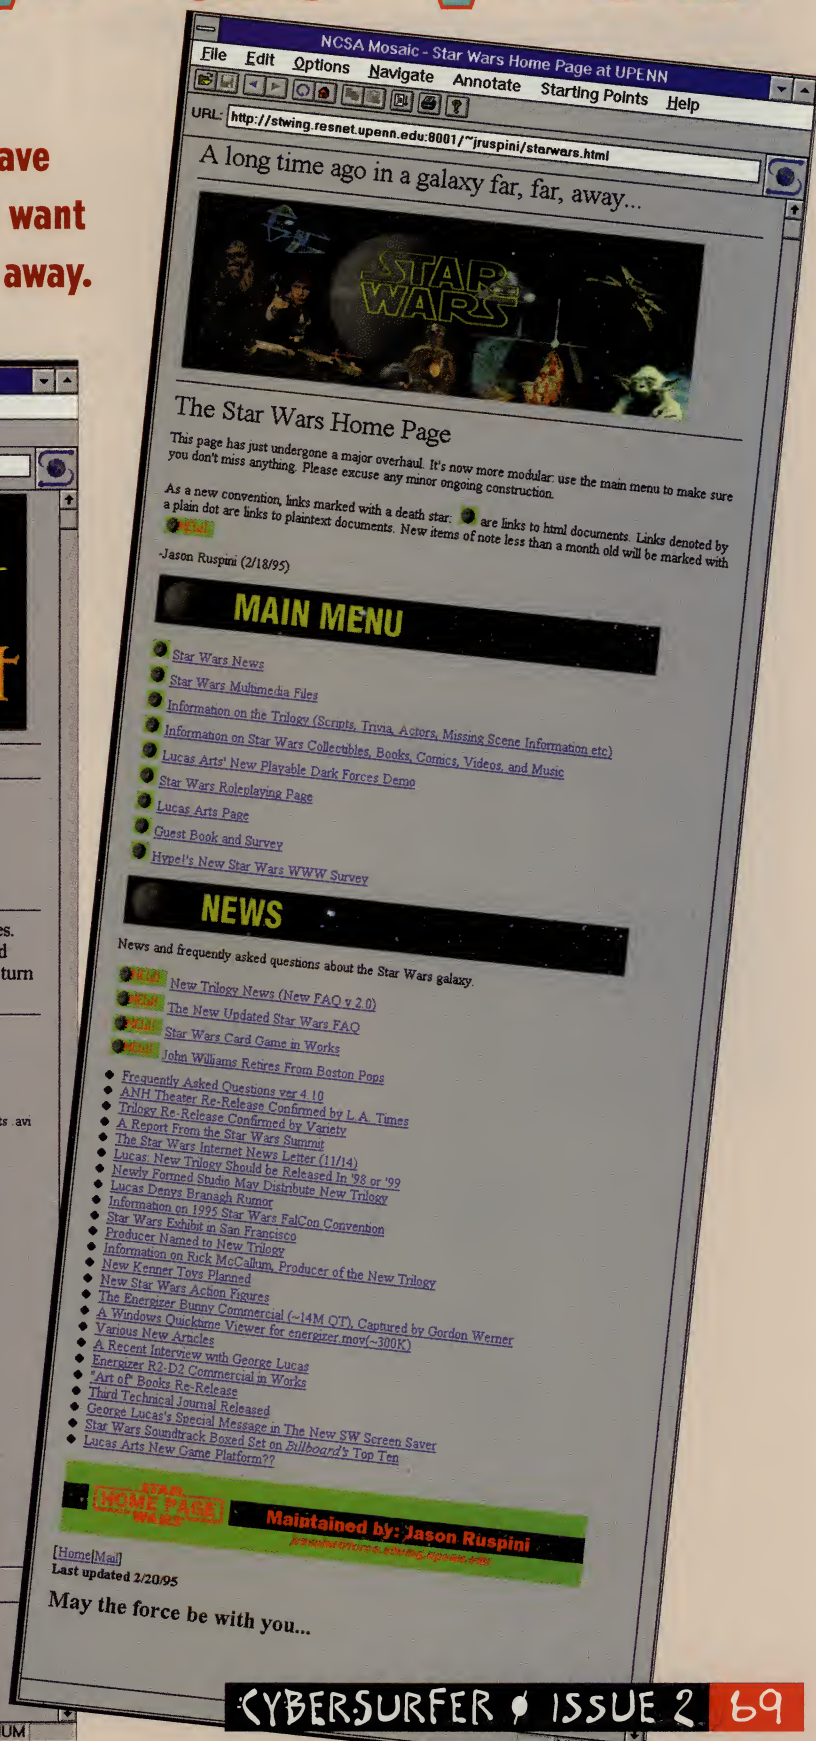 ave
want
away.
es.
d
turn
ts .avi
UM
NCSA Mosaic - Star Wars Home Page at UPENN
File Edit Options Navigate Annotate Starting Points Help
URL: http://stwing.resnet.upenn.edu:8001/~jruspini/starwars.html
A long time ago in a galaxy far, far, away...
STAR
WARS
The Star Wars Home Page
This page has just undergone a major overhaul. It's now more modular: use the main menu to make sure
you don't miss anything. Please excuse any minor ongoing construction.
As a new convention, links marked with a death star: are links to html documents. Links denoted by
a plain dot are links to plaintext documents. New items of note less than a month old will be marked with
NEW!
-Jason Ruspini (2/18/95)
MAIN MENU
Star Wars News
Star Wars Multimedia Files
Information on the Trilogy (Scripts, Trivia, Actors, Missing Scene Information etc)
Information on Star Wars Collectibles, Books, Comics, Videos, and Music
Lucas Arts' New Playable Dark Forces Demo
Star Wars Roleplaying Page
Lucas Arts Page
Guest Book and Survey
Hype!'s New Star Wars WWW Survey
NEWS
News and frequently asked questions about the Star Wars galaxy.
NEW! New Trilogy News (New FAQ v 2.0)
NEW! The New Updated Star Wars FAQ
NEW! Star Wars Card Game in Works
NEW! John Williams Retires From Boston Pops
Frequently Asked Questions ver 4.10
ANH Theater Re-Release Confirmed by L.A. Times
Trilogy Re-Release Confirmed by Variety
A Report From the Star Wars Summit
The Star Wars Internet News Letter (11/14)
Lucas: New Trilogy Should be Released In '98 or '99
Newly Formed Studio May Distribute New Trilogy
Lucas Denys Branagh Rumor
Information on 1995 Star Wars FalCon Convention
Star Wars Exhibit in San Francisco
Producer Named to New Trilogy
Information on Rick McCallum, Producer of the New Trilogy
New Kenner Toys Planned
New Star Wars Action Figures
The Energizer Bunny Commercial (~14M QT), Captured by Gordon Werner
A Windows Quicktime Viewer for energizer.mov(~300K)
Various New Articles
A Recent Interview with George Lucas
Energizer R2-D2 Commercial in Works
"Art of" Books Re-Release
Third Technical Journal Released
George Lucas's Special Message in The New SW Screen Saver
Star Wars Soundtrack Boxed Set on Billboard's Top Ten
Lucas Arts New Game Platform??
STAR
HOME PAGE
WARS
Maintained by: Jason Ruspini
[Home|Mail]
Last updated 2/20/95
May the force be with you...
CYBERSURFER ISSUE 2 69